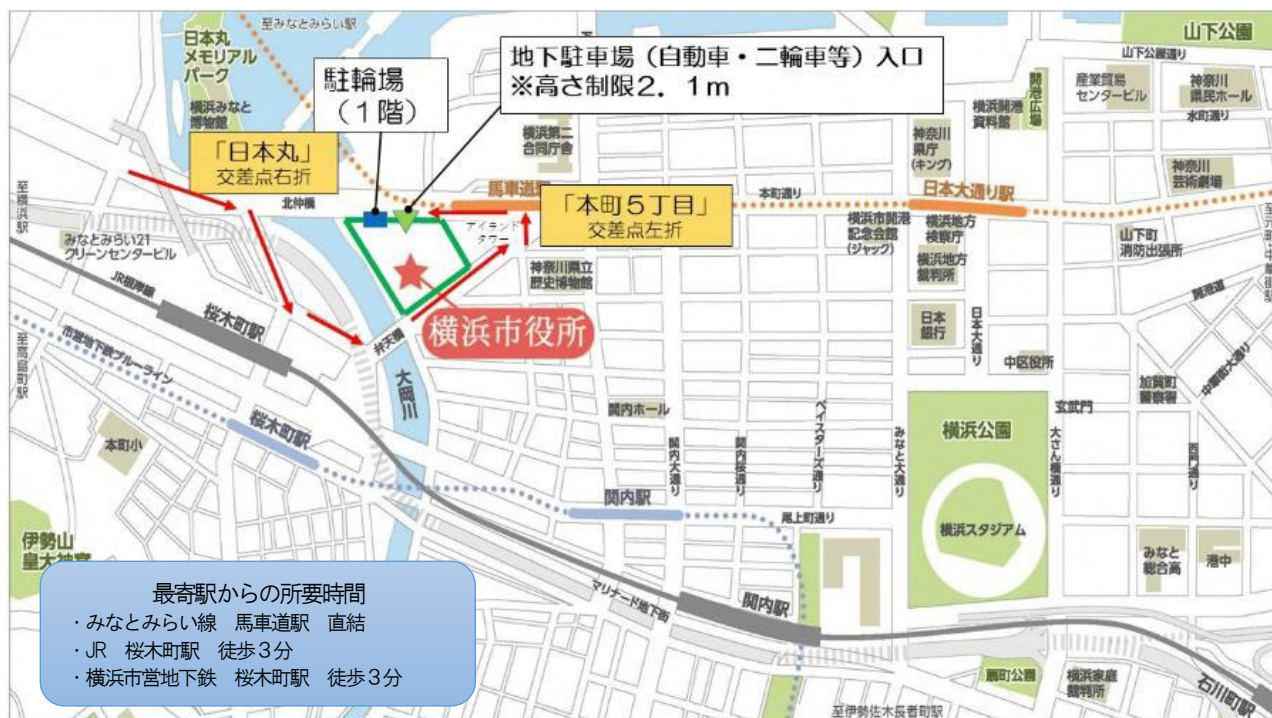 至みなとみらい駅
日本丸
メモリアル
パーク
横浜みなと
博物館
駐輪場
（１階）
地下駐車場（自動車・二輪車等）入口
※高さ制限２．１ｍ
山下公園
山下公園通り
産業貿易
センタービル
神奈川
県民ホール
水町通り
開港広場
横浜開港
資料館
神奈川
県庁
(キング)
横浜第二
合同庁舎
神奈川
芸術劇場
「日本丸」
交差点右折
北仲橋
馬車道駅
本町通り
日本大通り駅
「本町５丁目」
交差点左折
アイランド
タワー
至横浜駅
みなとみらい21
グリーンセンタービル
神奈川県立
歴史博物館
横浜市開港
記念会館
(ジャック)
横浜地方
検察庁
横浜地方
裁判所
山下町
消防出張所
開港道
JR根岸線
桜木町駅
横浜市役所
弁天橋
大岡川
日本
銀行
日本大通り
中区役所
加賀町
警察署
玄武門
市営地下鉄ブルーライン
至高島町駅
桜木町駅
本町小
関内ホール
関内大通り
関内桜通り
ベイスターズ通り
みなと大通り
横浜公園
大さん橋通り
西門通り
関内駅
尾上町通り
横浜スタジアム
みなと
総合高
港中
伊勢山
皇大神宮
マリナード地下街
関内駅
扇町公園
横浜家庭
裁判所
石川町駅
至伊勢佐木長者町駅
最寄駅からの所要時間
・みなとみらい線　馬車道駅　直結
・JR　桜木町駅　徒歩３分
・横浜市営地下鉄　桜木町駅　徒歩３分